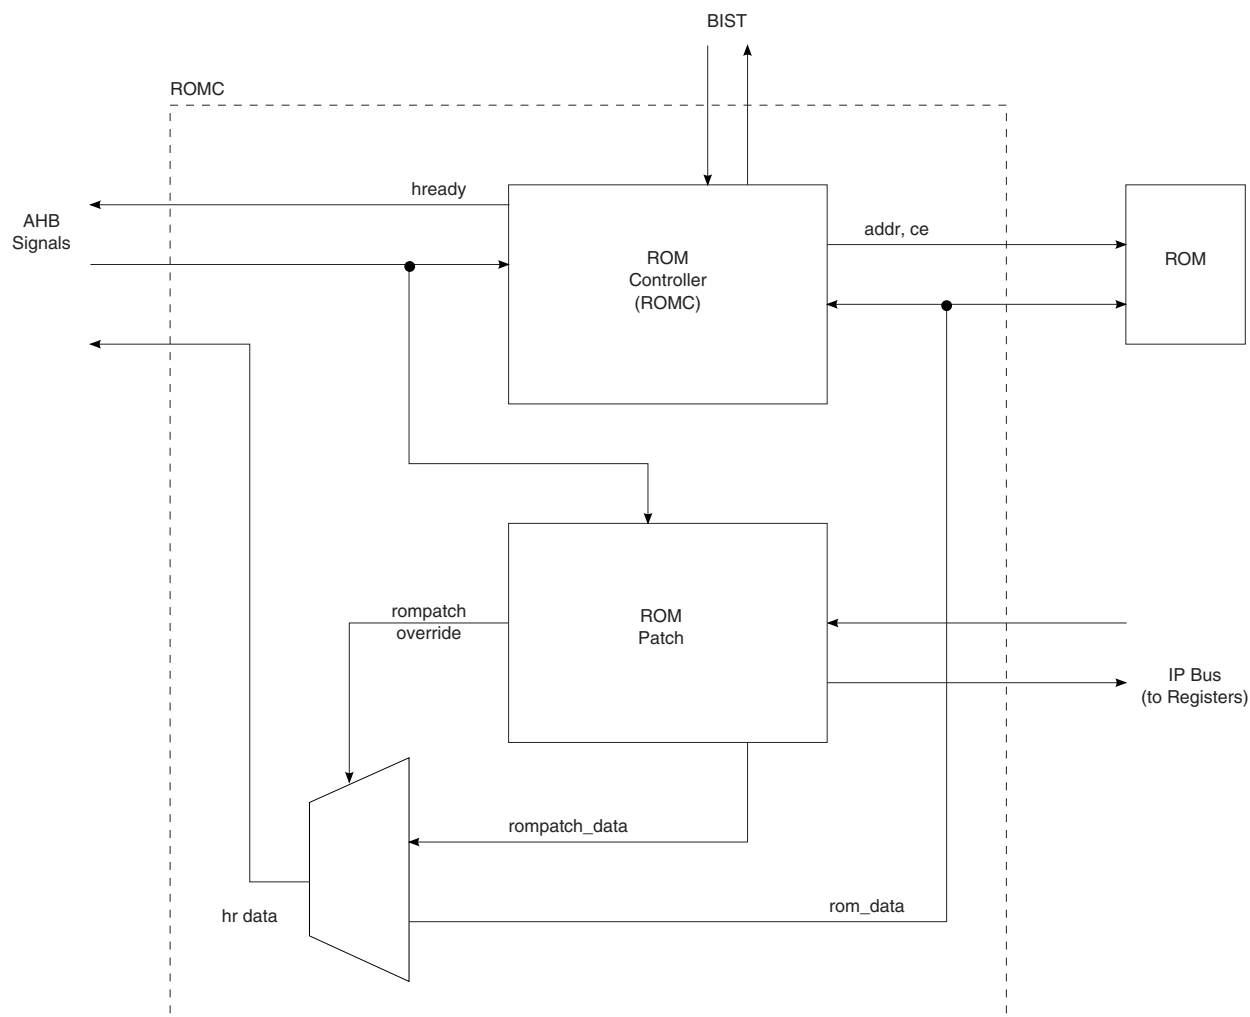 BIST
ROMC
hready
AHB
Signals
addr, ce
ROM
Controller
(ROMC)
ROM
rompatch
override
ROM
Patch
IP Bus
(to Registers)
rompatch_data
rom_data
hr data